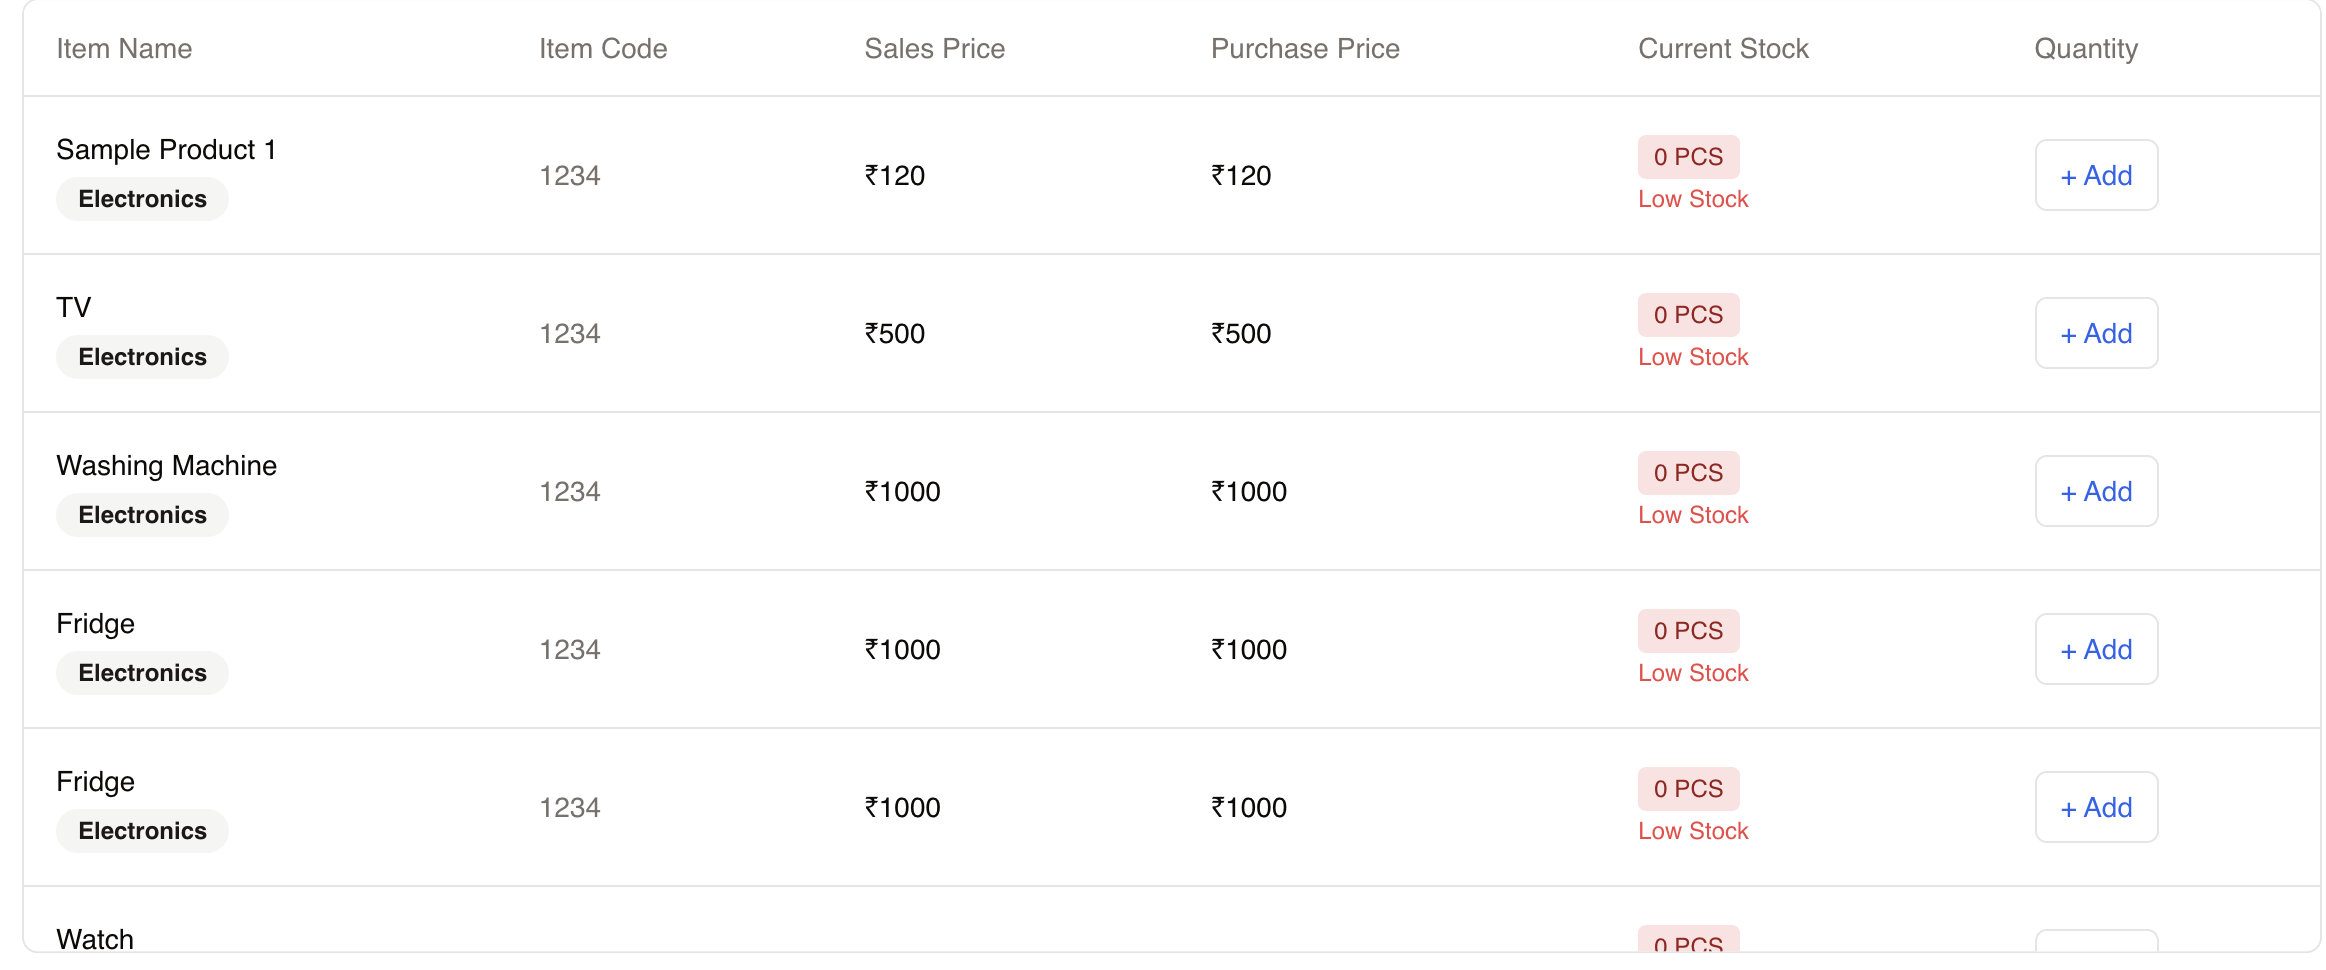 Item Name Item Code Sales Price Purchase Price Current Stock Quantity
Sample Product 1
Electronics
1234 ₹120 ₹120
0 PCS
Low Stock
+ Add
TV
Electronics
1234 ₹500 ₹500
0 PCS
Low Stock
+ Add
Washing Machine
Electronics
1234 ₹1000 ₹1000
0 PCS
Low Stock
+ Add
Fridge
Electronics
1234 ₹1000 ₹1000
0 PCS
Low Stock
+ Add
Fridge
Electronics
1234 ₹1000 ₹1000
0 PCS
Low Stock
+ Add
Watch
0 PCS